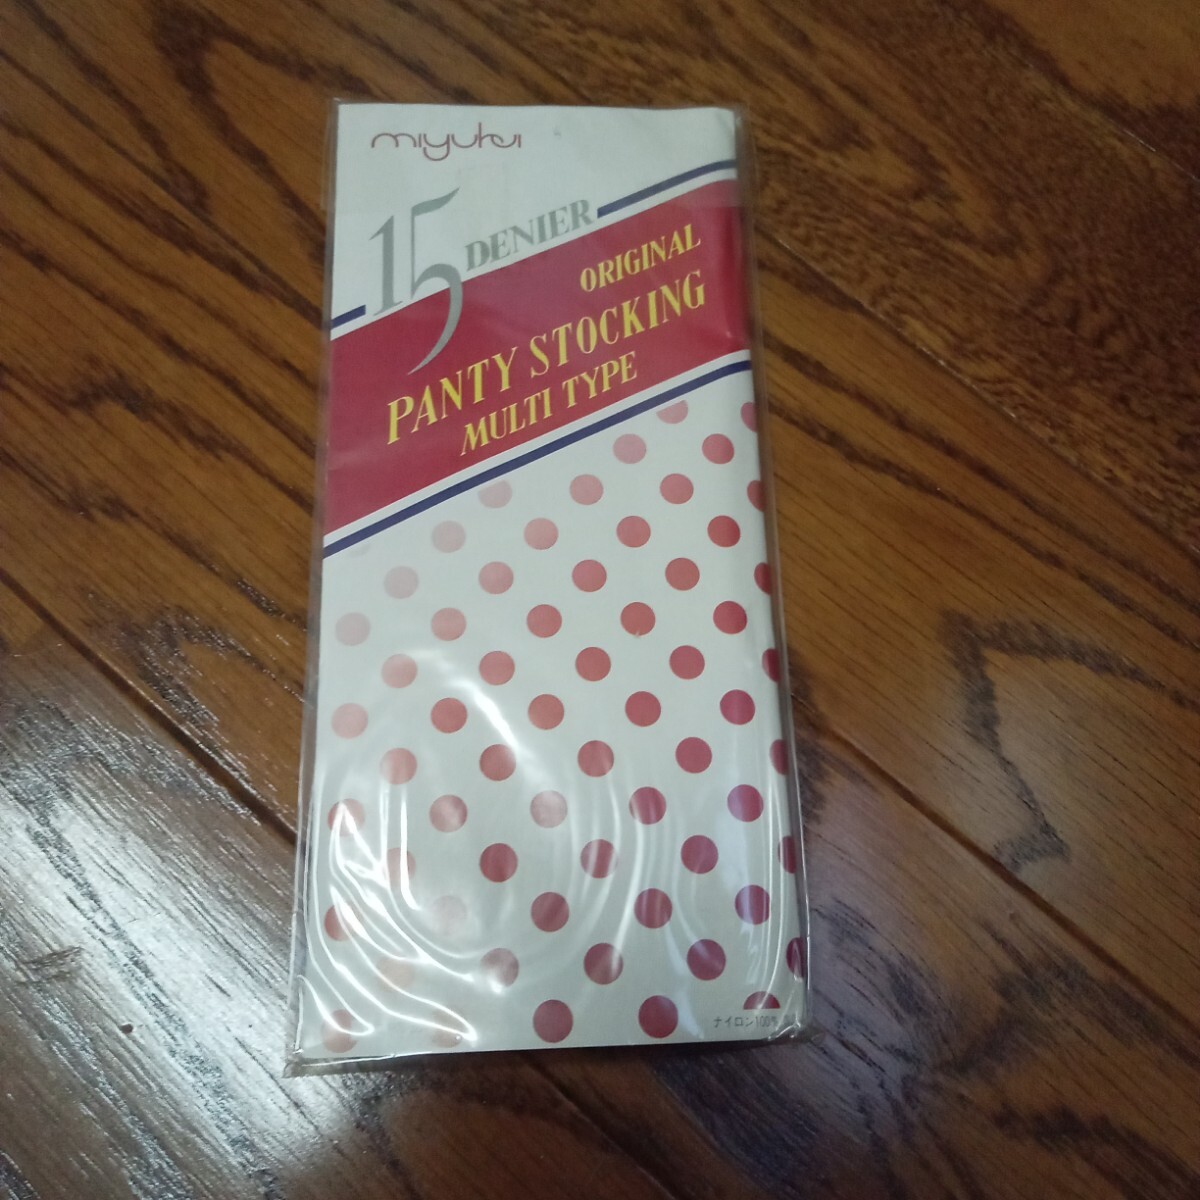 miyuki
15 DENIER
ORIGINAL
PANTY STOCKING
MULTI TYPE
ナイロン100%